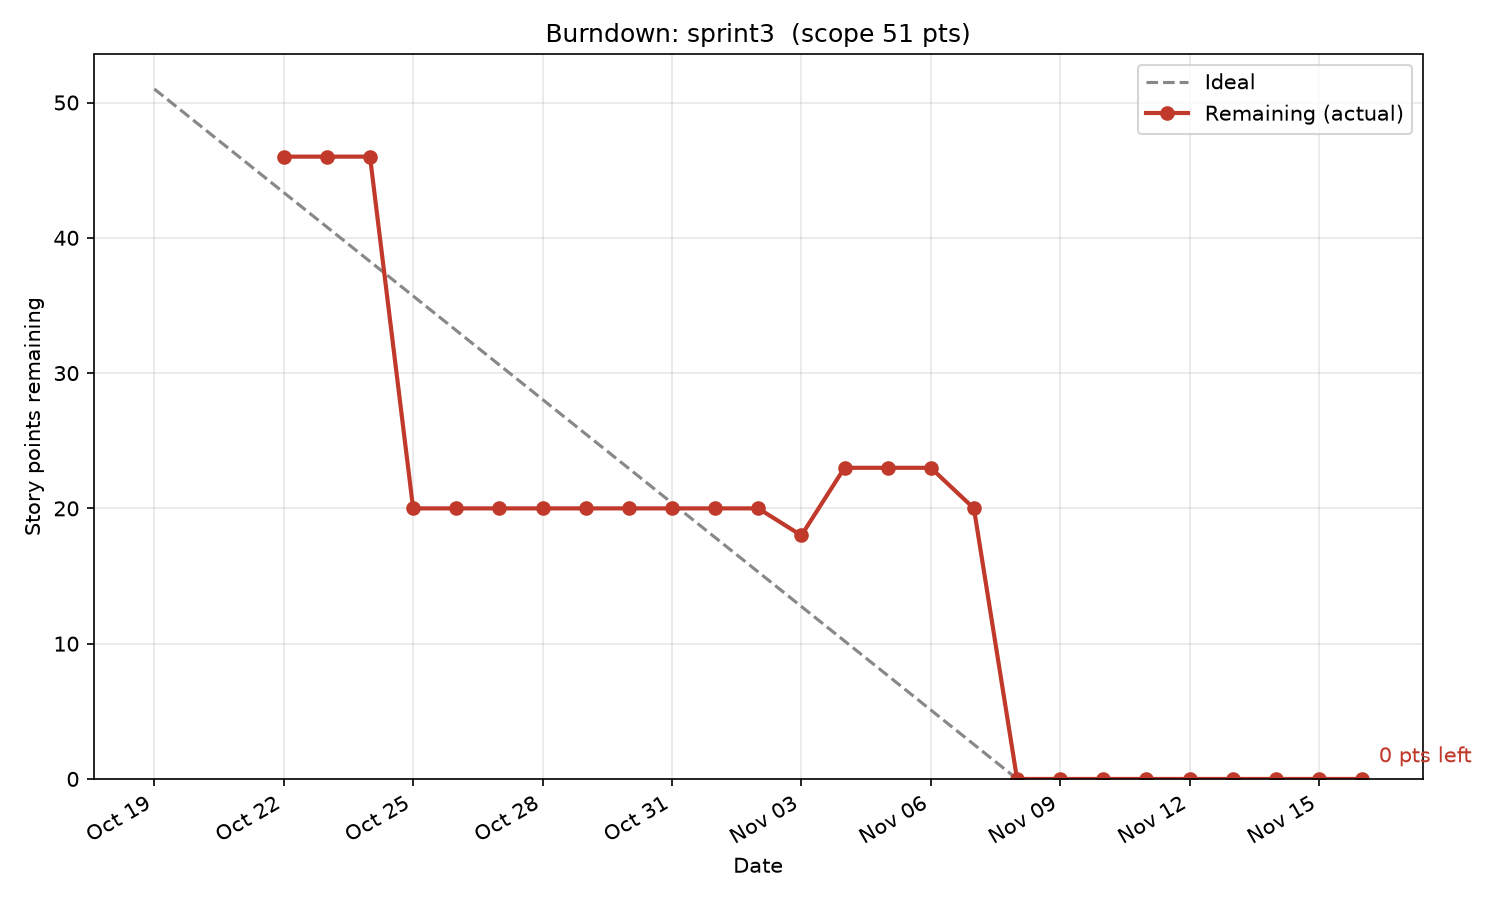 Burndown: sprint3  (scope 51 pts)
Ideal
Remaining (actual)
Story points remaining
50
40
30
20
10
0
0 pts left
Oct 19
Oct 22
Oct 25
Oct 28
Oct 31
Nov 03
Nov 06
Nov 09
Nov 12
Nov 15
Date